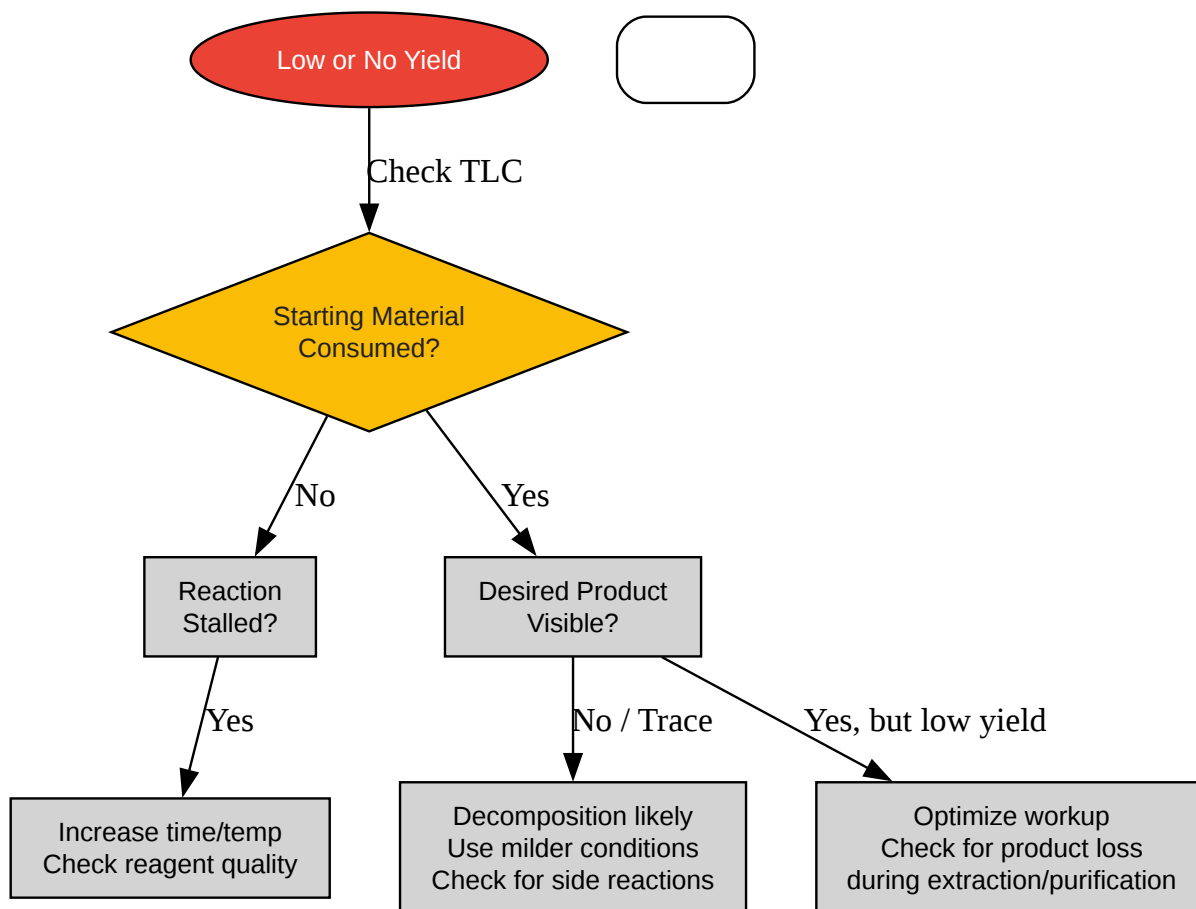 Low or No Yield
Check TLC
Starting Material
Consumed?
No
Yes
Reaction
Stalled?
Desired Product
Visible?
Yes
No / Trace
Yes, but low yield
Increase time/temp
Check reagent quality
Decomposition likely
Use milder conditions
Check for side reactions
Optimize workup
Check for product loss
during extraction/purification